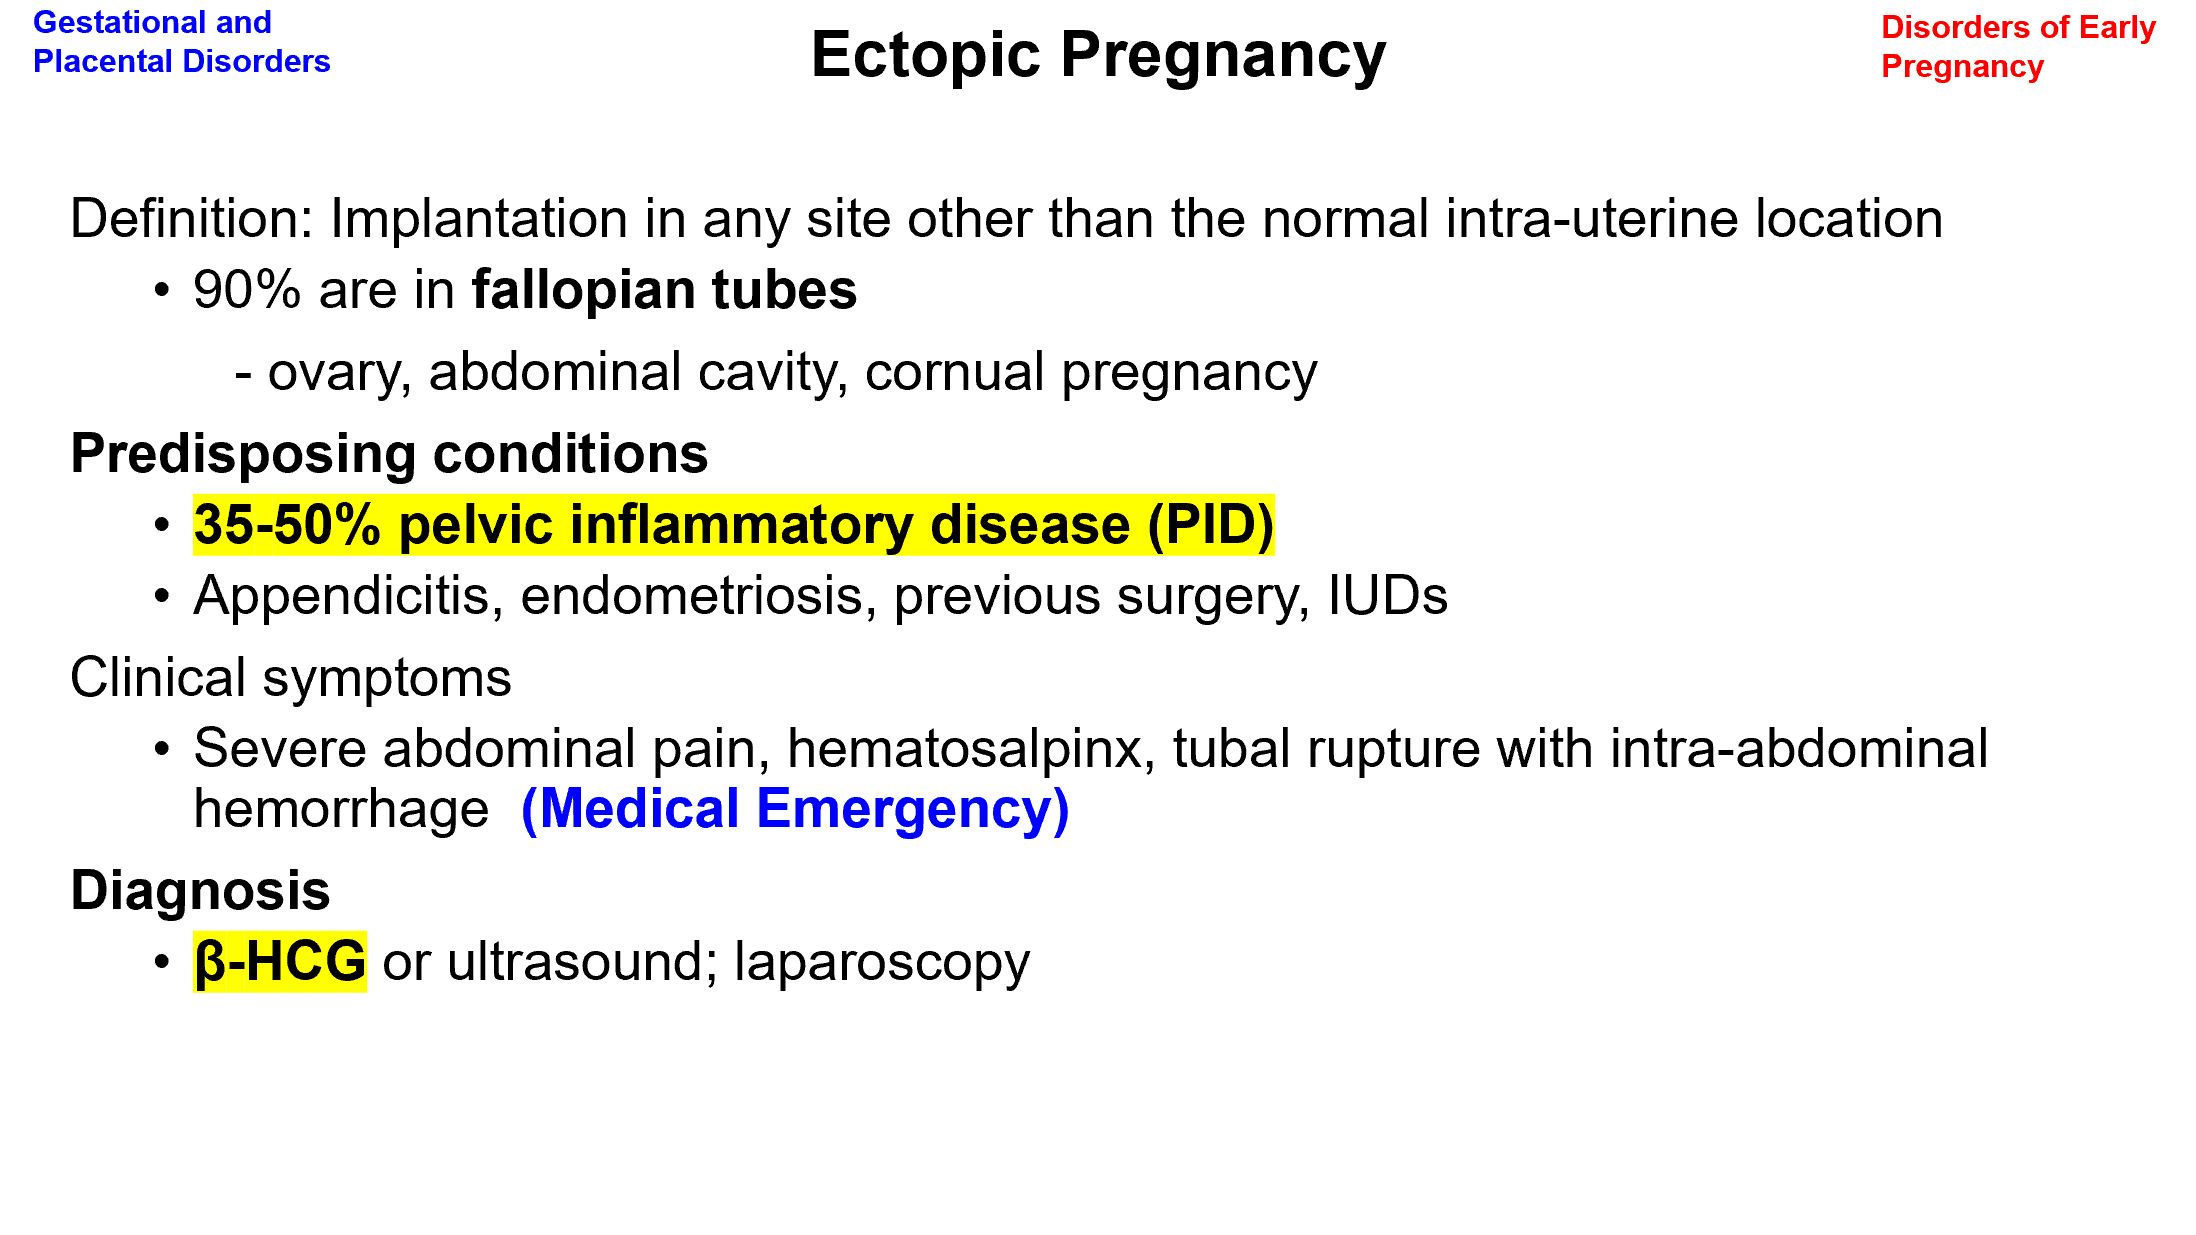 Gestational and
Placental Disorders
Ectopic Pregnancy
Disorders of Early
Pregnancy
Definition: Implantation in any site other than the normal intra-uterine location
• 90% are in fallopian tubes
- ovary, abdominal cavity, cornual pregnancy
Predisposing conditions
• 35-50% pelvic inflammatory disease (PID)
• Appendicitis, endometriosis, previous surgery, IUDs
Clinical symptoms
• Severe abdominal pain, hematosalpinx, tubal rupture with intra-abdominal
hemorrhage (Medical Emergency)
Diagnosis
• β-HCG or ultrasound; laparoscopy